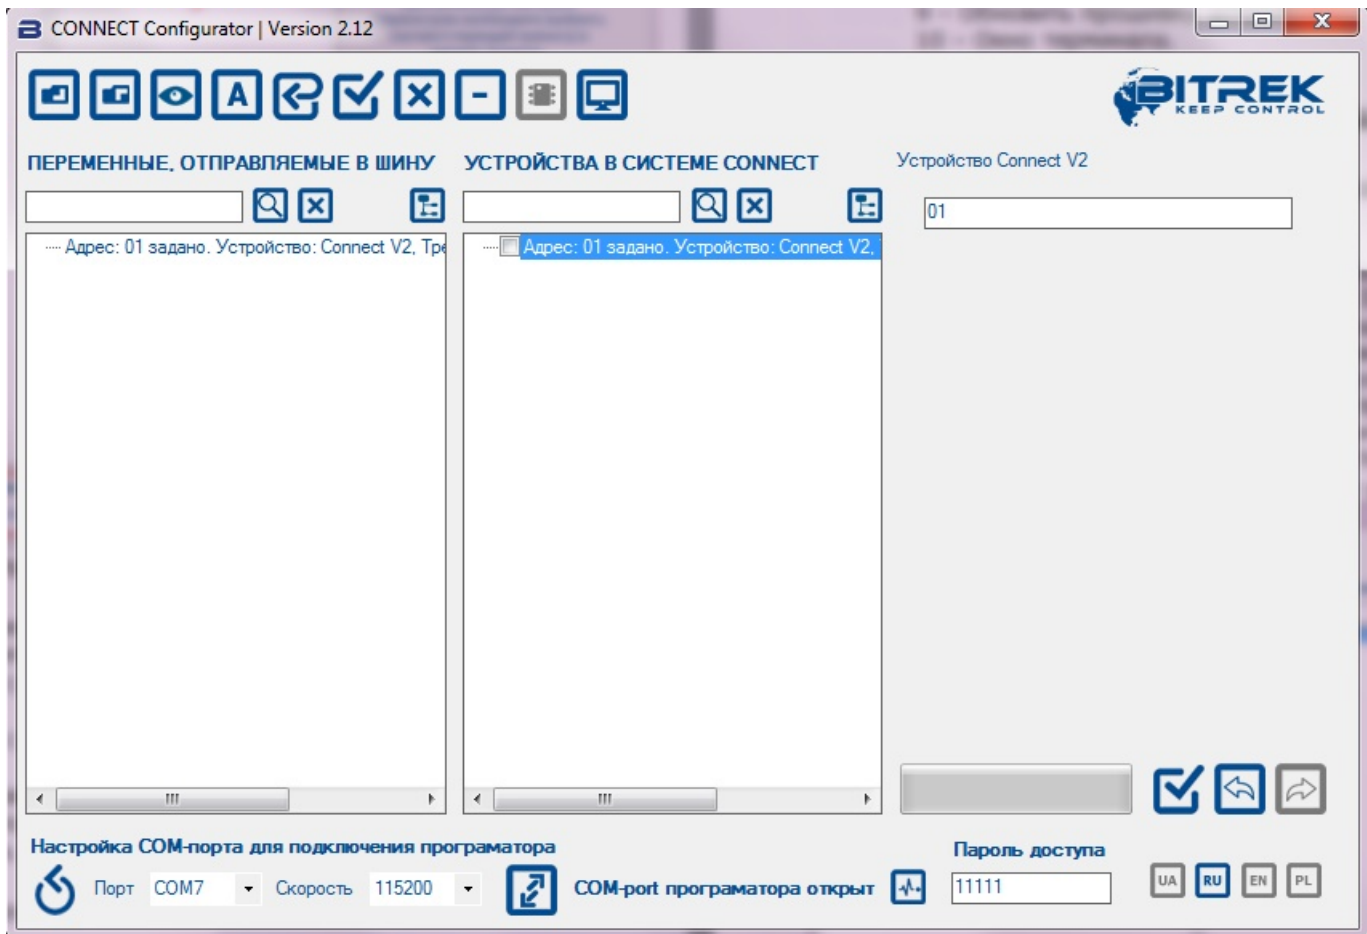 CONNECT Configurator | Version 2.12
BITREK
KEEP CONTROL
ПЕРЕМЕННЫЕ, ОТПРАВЛЯЕМЫЕ В ШИНУ
УСТРОЙСТВА В СИСТЕМЕ CONNECT
Устройство Connect V2
01
Адрес: 01 задано. Устройство: Connect V2, Тре
Адрес: 01 задано. Устройство: Connect V2,
Настройка COM-порта для подключения програматора
Порт COM7 Скорость 115200
COM-port програматора открыт
Пароль доступа
11111
UA RU EN PL